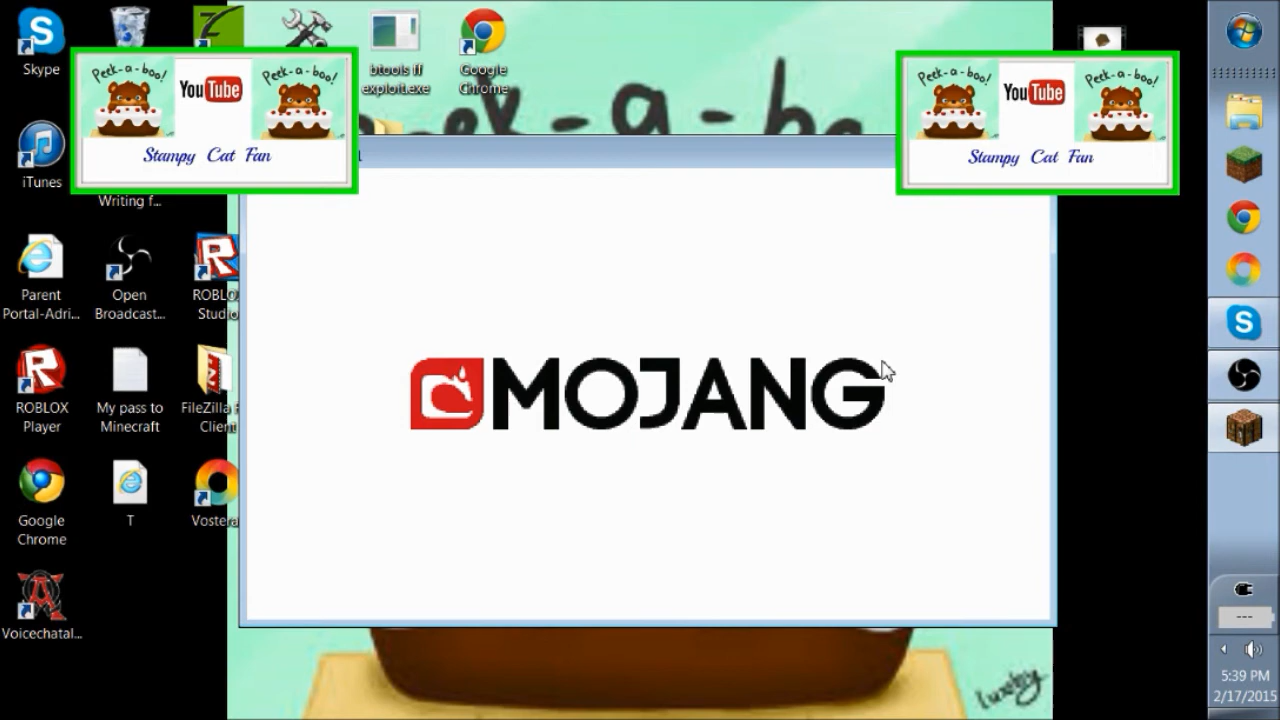 Skype
btools ff
exploit.exe
Google
Chrome
Peek-a-boo!
YouTube
Peek-a-boo!
Stampy Cat Fan
Peek-a-boo!
YouTube
Peek-a-boo!
Stampy Cat Fan
iTunes
Writing f...
Parent
Portal-Adri...
Open
Broadcast...
Studio
MOJANG
ROBLOX
Player
My pass to
Minecraft
FileZilla
Client
Google
Chrome
T
Vostera
Voicechatal...
---
5:39 PM
2/17/2015